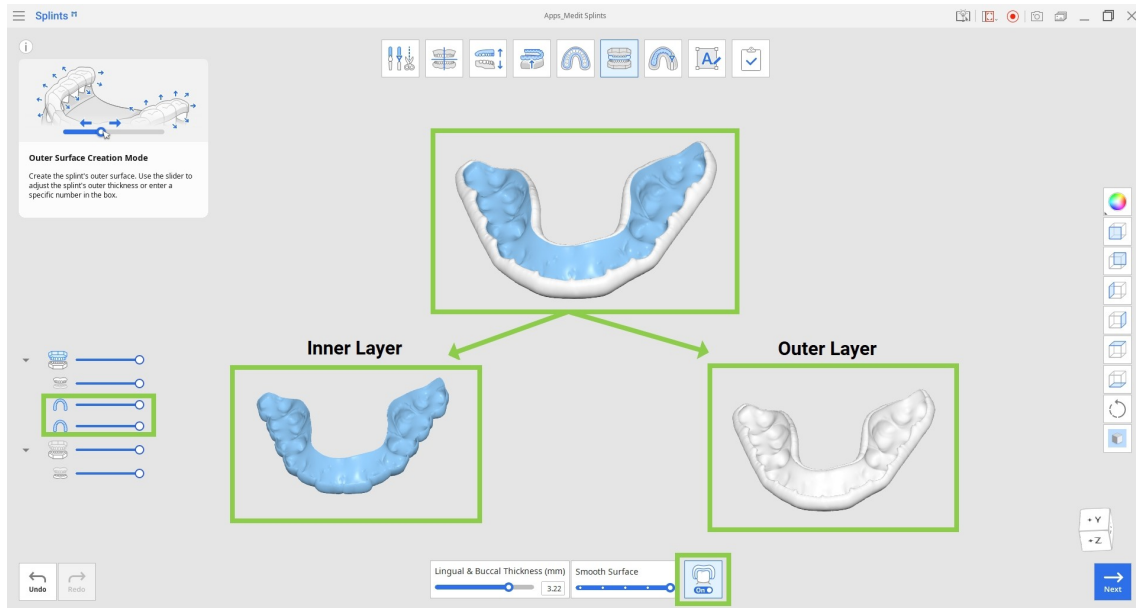 Splints
Apps_Medit Splints
Outer Surface Creation Mode
Create the splint's outer surface. Use the slider to
adjust the splint's outer thickness or enter a
specific number in the box.
Inner Layer
Outer Layer
+Y
+Z
Undo
Redo
Lingual & Buccal Thickness (mm)
3.22
Smooth Surface
On
Next